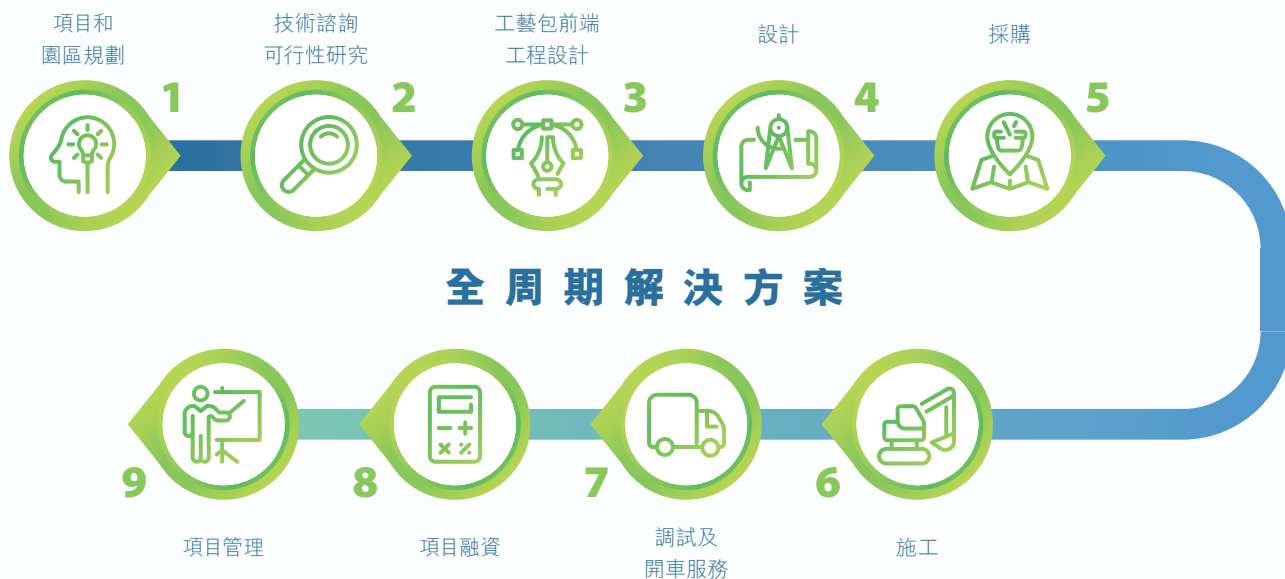 項目和
園區規劃
1
技術諮詢
可行性研究
2
工藝包前端
工程設計
3
設計
4
採購
5
全周期解決方案
9
項目管理
8
項目融資
7
調試及
開車服務
6
施工